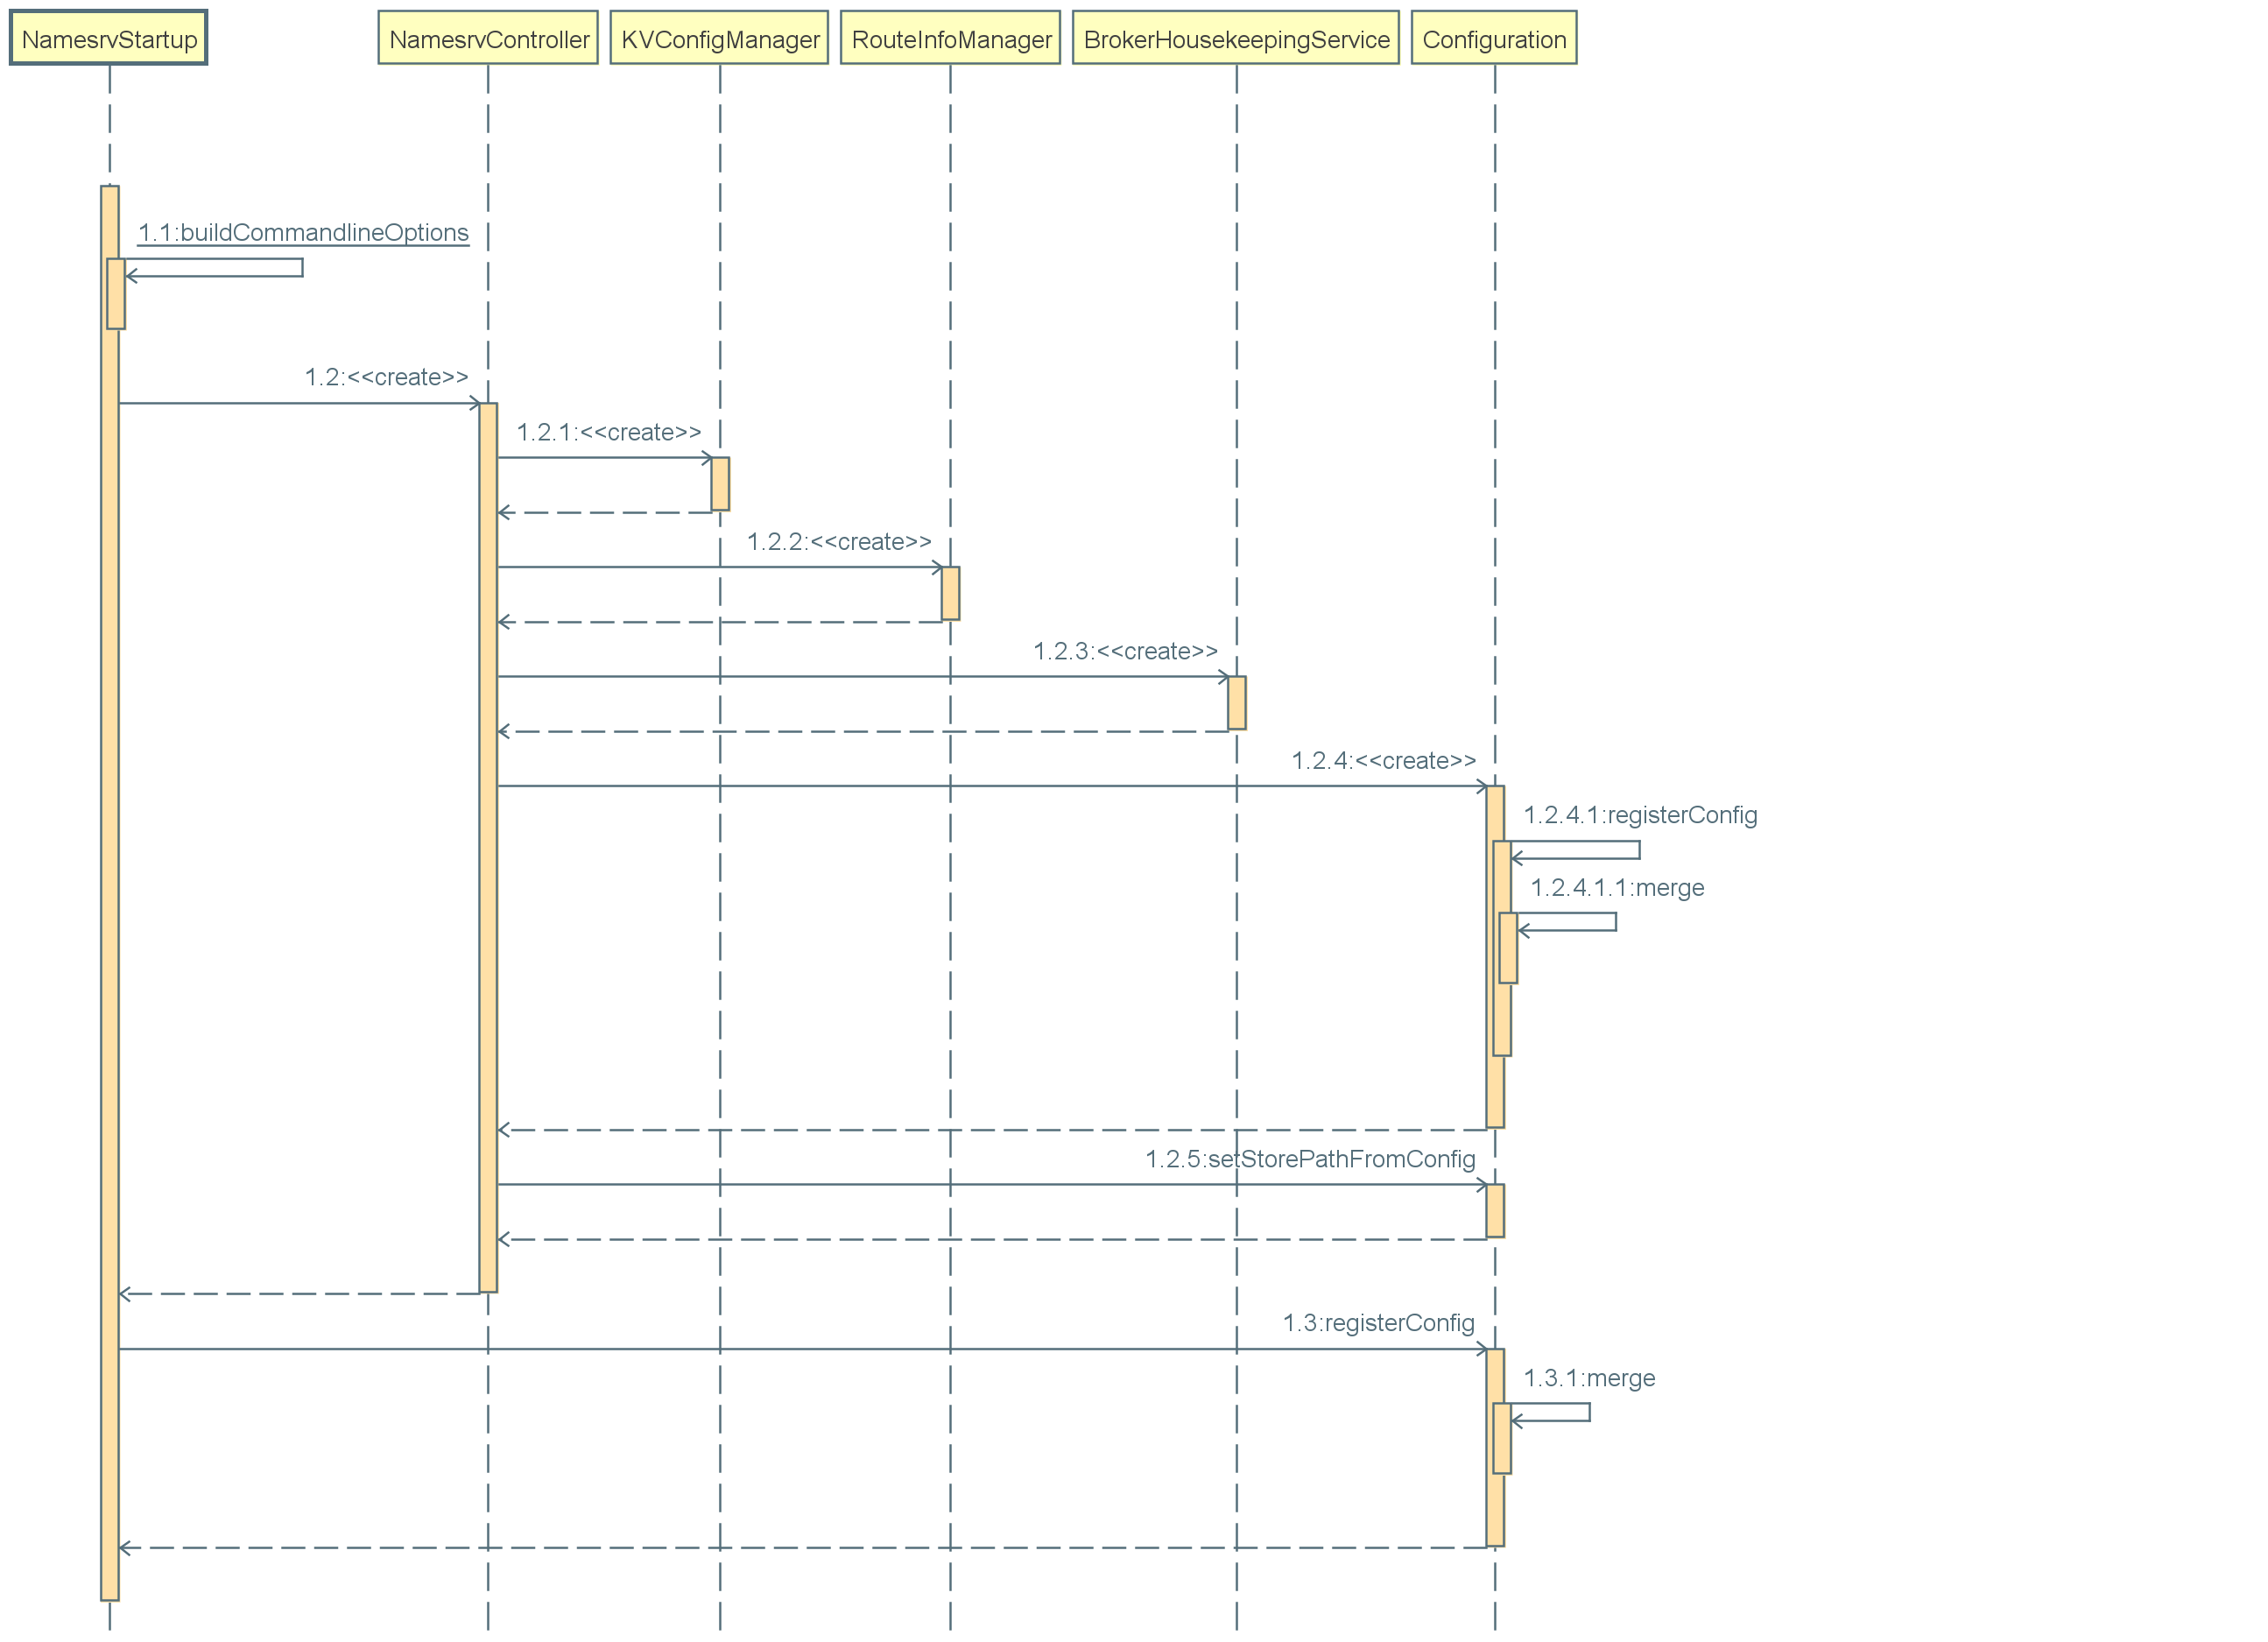 NamesrvStartup
NamesrvController
KVConfigManager
RouteInfoManager
BrokerHousekeepingService
Configuration
1.1:buildCommandlineOptions
1.2:<<create>>
1.2.1:<<create>>
1.2.2:<<create>>
1.2.3:<<create>>
1.2.4:<<create>>
1.2.4.1:registerConfig
1.2.4.1.1:merge
1.2.5:setStorePathFromConfig
1.3:registerConfig
1.3.1:merge